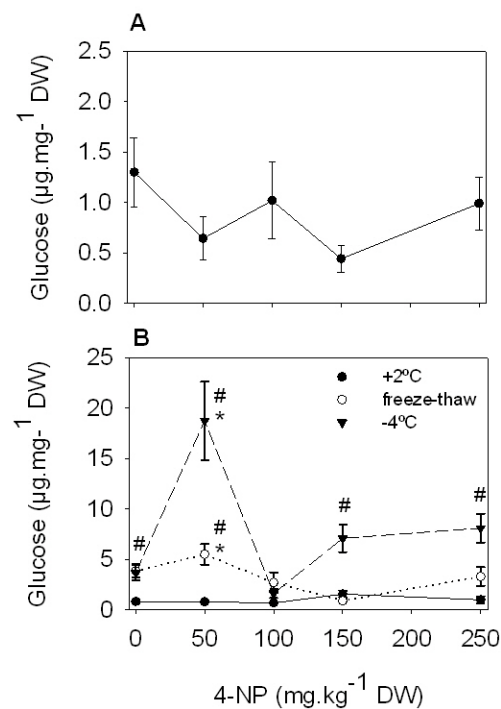 A
2.5
2.0
1.5
1.0
0.5
0.0
Glucose (µg.mg-¹ DW)
B
25
20
15
10
5
0
Glucose (µg.mg-¹ DW)
+2ºC
freeze-thaw
-4ºC
#
*
#
*
#
#
#
0 50 100 150 200 250
4-NP (mg.kg⁻¹ DW)